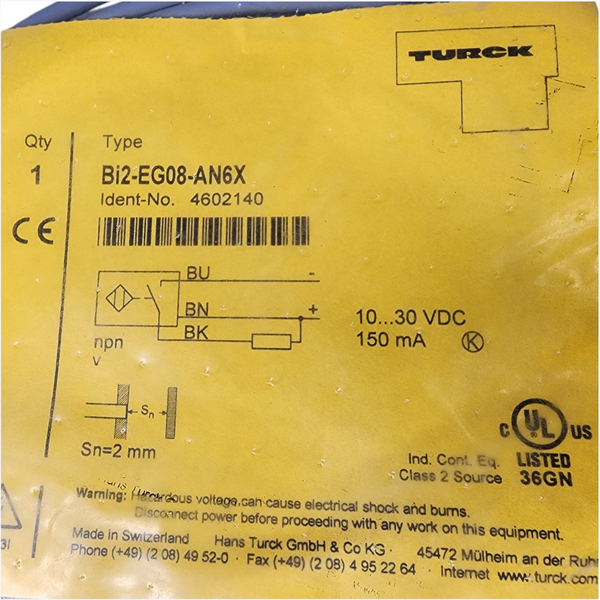 TURCK
Qty Type
1 Bi2-EG08-AN6X
Ident-No. 4602140
CE
BU -
BN +
BK
npn
10...30 VDC
150 mA K
Sn
Sn=2 mm
C UL US
Ind. Cont. Eq. LISTED
Class 2 Source 36GN
Hans Turck
Warning: Hazardous voltage can cause electrical shock and burns.
Disconnect power before proceeding with any work on this equipment.
Made in Switzerland Hans Turck GmbH & Co KG · 45472 Mülheim an der Ruhr
Phone (+49) (2 08) 49 52-0 · Fax (+49) (2 08) 4 95 22 64 · Internet www.turck.com